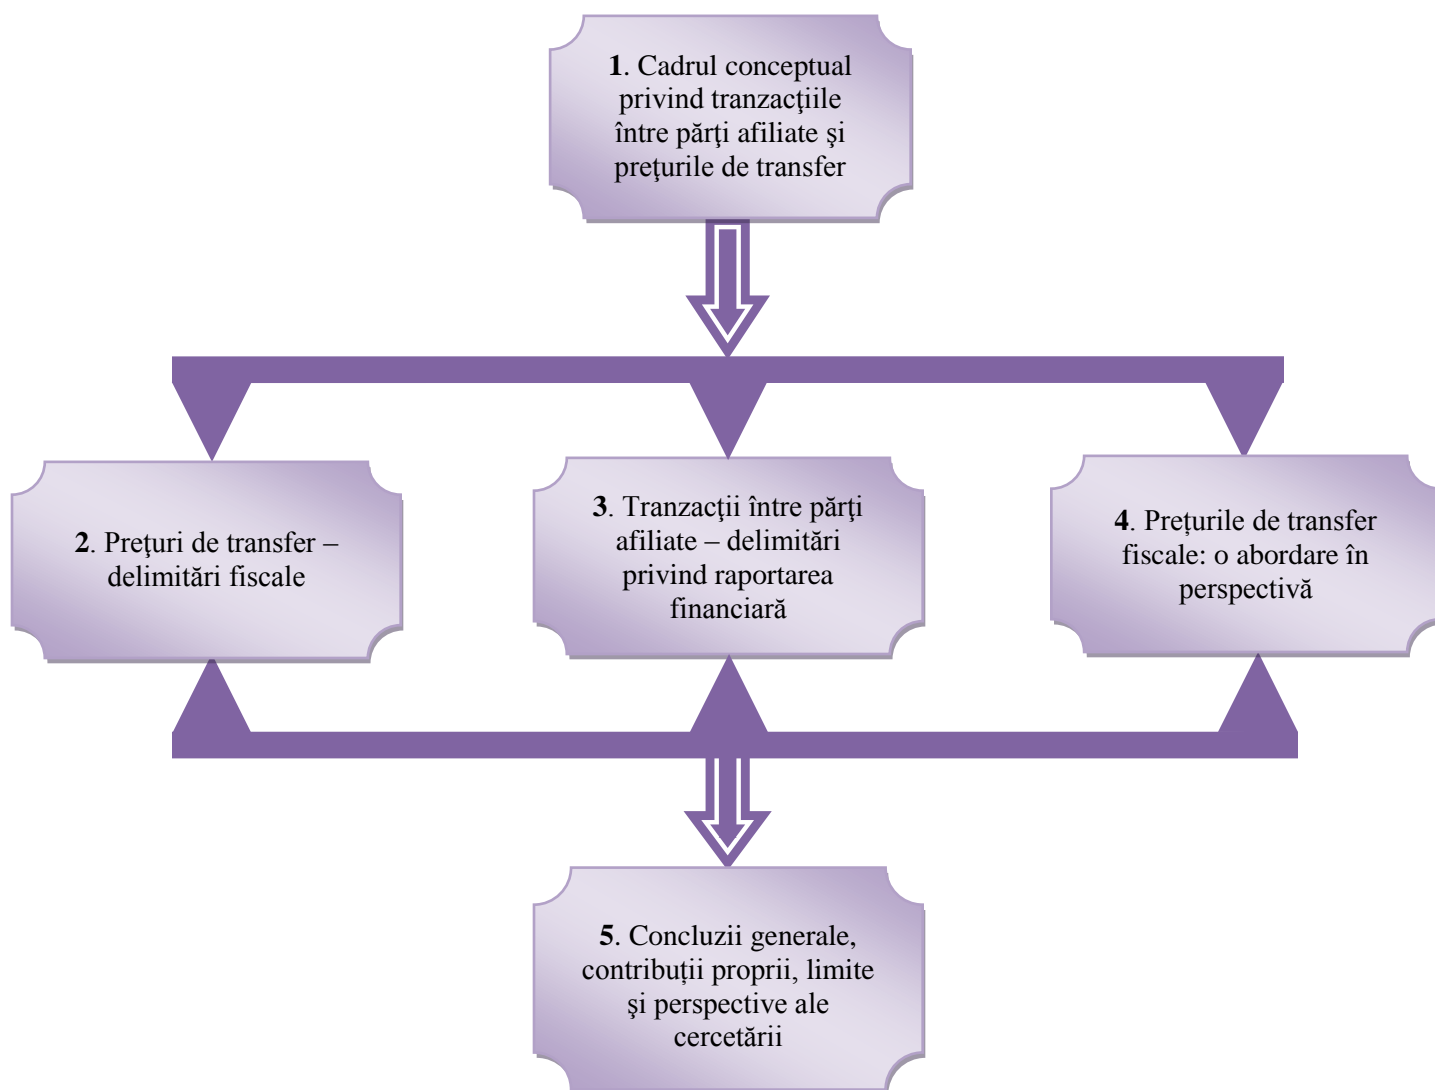 1. Cadrul conceptual
privind tranzacţiile
între părţi afiliate şi
preţurile de transfer
2. Preţuri de transfer –
delimitări fiscale
3. Tranzacţii între părţi
afiliate – delimitări
privind raportarea
financiară
4. Prețurile de transfer
fiscale: o abordare în
perspectivă
5. Concluzii generale,
contribuții proprii, limite
şi perspective ale
cercetării